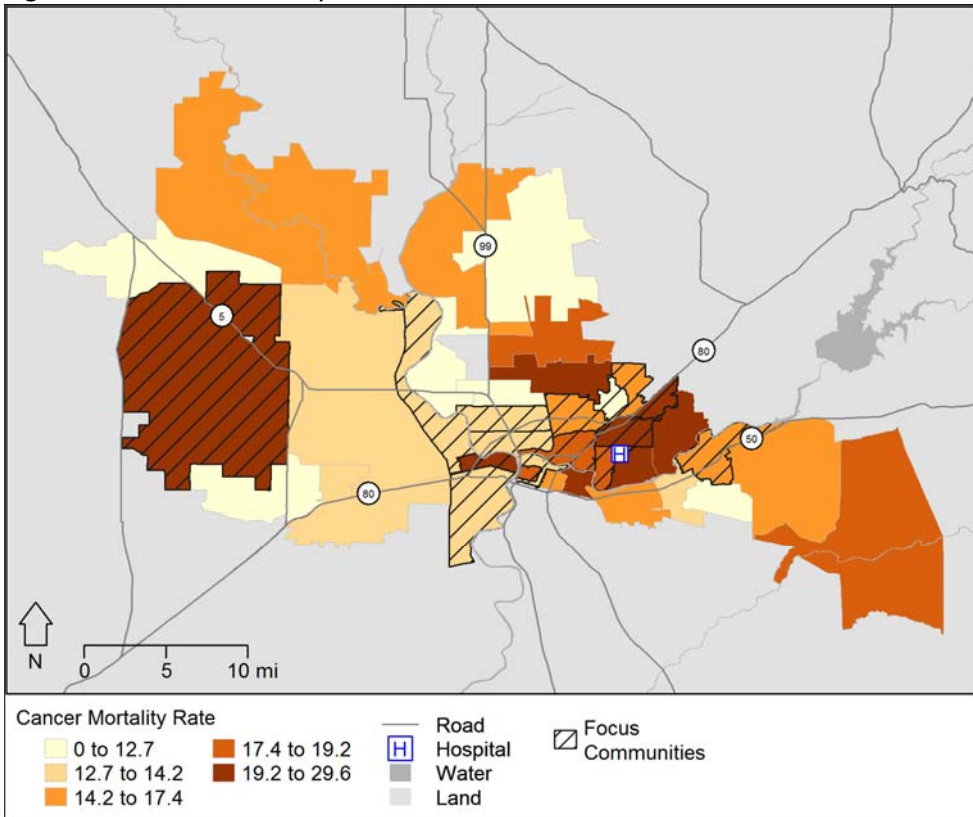 99
5
80
50
H
80
N
0 5 10 mi
Cancer Mortality Rate
0 to 12.7
12.7 to 14.2
14.2 to 17.4
17.4 to 19.2
19.2 to 29.6
Road
H Hospital
Water
Land
Focus
Communities